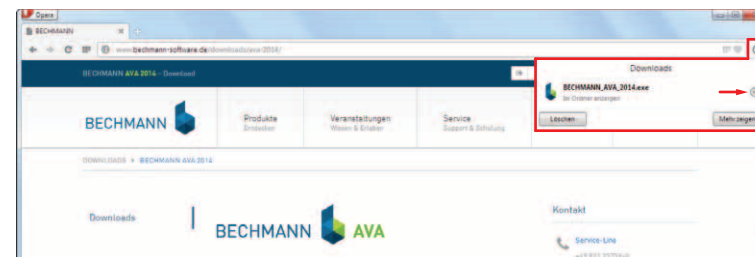 Opera
BECHMANN
www.bechmann-software.de/downloads/ava-2014/
BECHMANN AVA 2014 - Download
Downloads
BECHMANN_AVA_2014.exe
Im Ordner anzeigen
Löschen
Mehr zeigen
BECHMANN
Produkte
Entdecken
Veranstaltungen
Wissen & Erleben
Service
Support & Schulung
DOWNLOADS > BECHMANN AVA 2014
Downloads
BECHMANN AVA
Kontakt
Service-Line